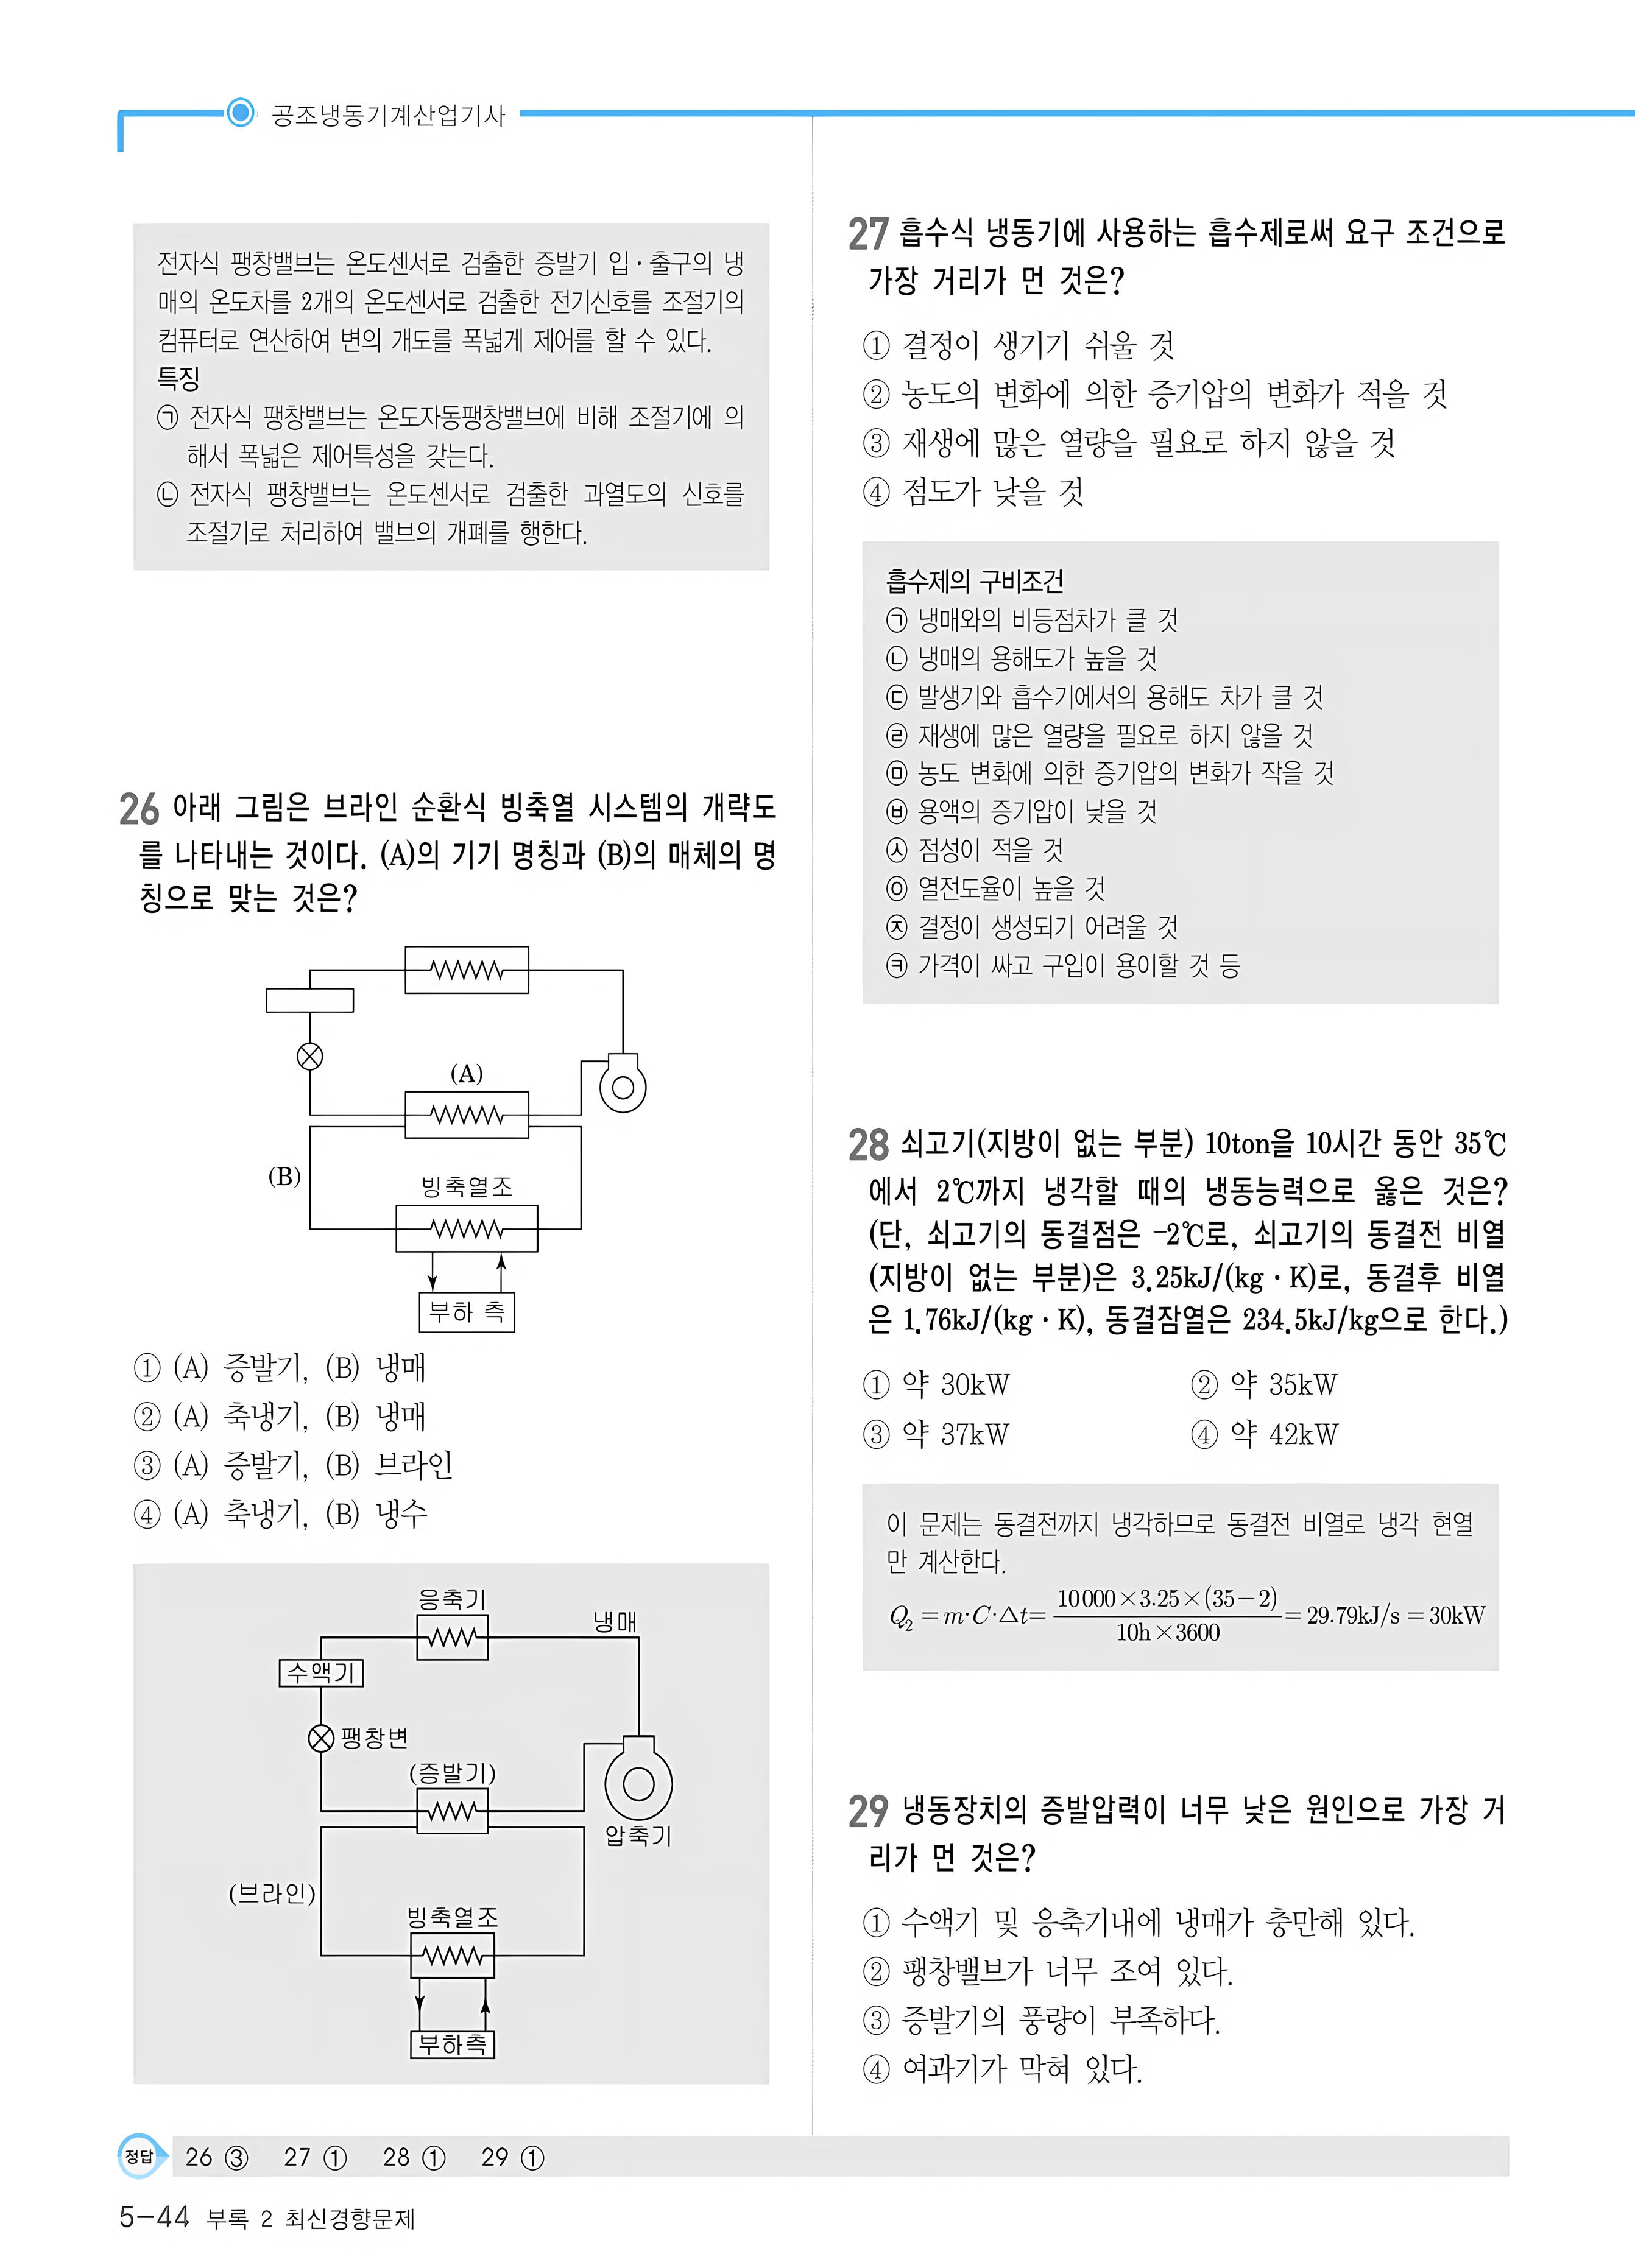 공조냉동기계산업기사
전자식 팽창밸브는 온도센서로 검출한 증발기 입·출구의 냉
매의 온도차를 2개의 온도센서로 검출한 전기신호를 조절기의
컴퓨터로 연산하여 변의 개도를 폭넓게 제어를 할 수 있다.
특징
㉠ 전자식 팽창밸브는 온도자동팽창밸브에 비해 조절기에 의
해서 폭넓은 제어특성을 갖는다.
㉡ 전자식 팽창밸브는 온도센서로 검출한 과열도의 신호를
조절기로 처리하여 밸브의 개폐를 행한다.
26 아래 그림은 브라인 순환식 빙축열 시스템의 개략도
를 나타내는 것이다. (A)의 기기 명칭과 (B)의 매체의 명
칭으로 맞는 것은?
(A)
(B)
빙축열조
부하 측
① (A) 증발기, (B) 냉매
② (A) 축냉기, (B) 냉매
③ (A) 증발기, (B) 브라인
④ (A) 축냉기, (B) 냉수
응축기
냉매
수액기
팽창변
(증발기)
압축기
(브라인)
빙축열조
부하측
27 흡수식 냉동기에 사용하는 흡수제로써 요구 조건으로
가장 거리가 먼 것은?
① 결정이 생기기 쉬울 것
② 농도의 변화에 의한 증기압의 변화가 적을 것
③ 재생에 많은 열량을 필요로 하지 않을 것
④ 점도가 낮을 것
흡수제의 구비조건
㉠ 냉매와의 비등점차가 클 것
㉡ 냉매의 용해도가 높을 것
㉢ 발생기와 흡수기에서의 용해도 차가 클 것
㉣ 재생에 많은 열량을 필요로 하지 않을 것
㉤ 농도 변화에 의한 증기압의 변화가 작을 것
㉥ 용액의 증기압이 낮을 것
㉦ 점성이 적을 것
㉧ 열전도율이 높을 것
㉨ 결정이 생성되기 어려울 것
㉪ 가격이 싸고 구입이 용이할 것 등
28 쇠고기(지방이 없는 부분) 10ton을 10시간 동안 35℃
에서 2℃까지 냉각할 때의 냉동능력으로 옳은 것은?
(단, 쇠고기의 동결점은 -2℃로, 쇠고기의 동결전 비열
(지방이 없는 부분)은 3.25kJ/(kg·K)로, 동결후 비열
은 1.76kJ/(kg·K), 동결잠열은 234.5kJ/kg으로 한다.)
① 약 30kW ② 약 35kW
③ 약 37kW ④ 약 42kW
이 문제는 동결전까지 냉각하므로 동결전 비열로 냉각 현열
만 계산한다.
Q₂ = m·C·Δt = 10000×3.25×(35-2) / 10h×3600 = 29.79kJ/s = 30kW
29 냉동장치의 증발압력이 너무 낮은 원인으로 가장 거
리가 먼 것은?
① 수액기 및 응축기내에 냉매가 충만해 있다.
② 팽창밸브가 너무 조여 있다.
③ 증발기의 풍량이 부족하다.
④ 여과기가 막혀 있다.
정답 26 ③ 27 ① 28 ① 29 ①
5-44 부록 2 최신경향문제